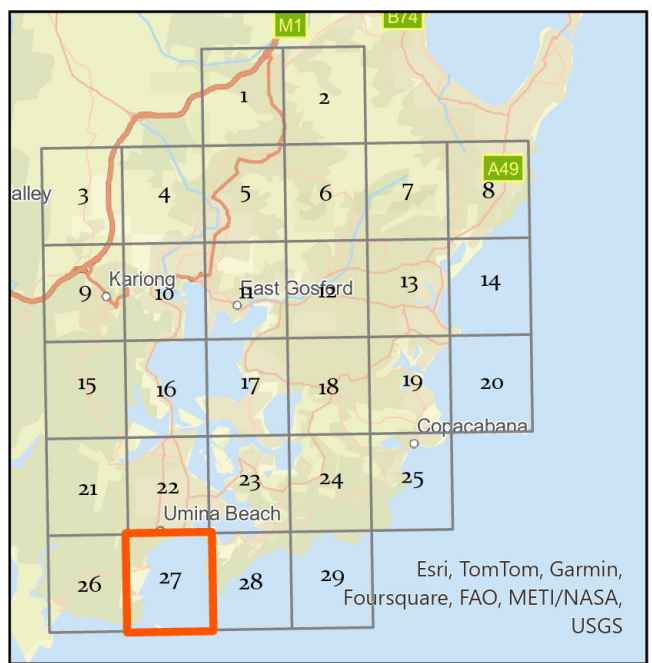 M1
B74
1
2
A49
alley
3
4
5
6
7
8
Kariong
East Gosford
9
10
11
12
13
14
15
16
17
18
19
20
Copacabana
21
22
23
24
25
Umina Beach
26
27
28
29
Esri, TomTom, Garmin,
Foursquare, FAO, METI/NASA,
USGS